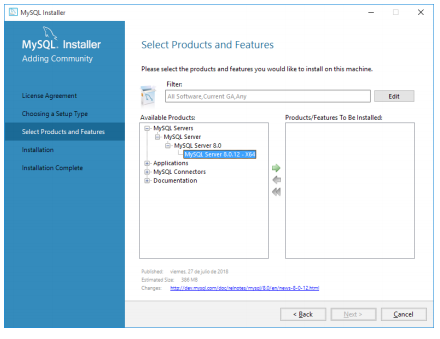 MySQL Installer
MySQL. Installer
Adding Community
License Agreement
Choosing a Setup Type
Select Products and Features
Installation
Installation Complete
Select Products and Features
Please select the products and features you would like to install on this machine.
Filter:
All Software,Current GA,Any
Edit
Available Products:
MySQL Servers
MySQL Server
MySQL Server 8.0
MySQL Server 8.0.12 - X64
Applications
MySQL Connectors
Documentation
Products/Features To Be Installed:
Published: viernes, 27 de julio de 2018
Estimated Size: 386 MB
Changes: http://dev.mysql.com/doc/relnotes/mysql/8.0/en/news-8-0-12.html
< Back
Next >
Cancel